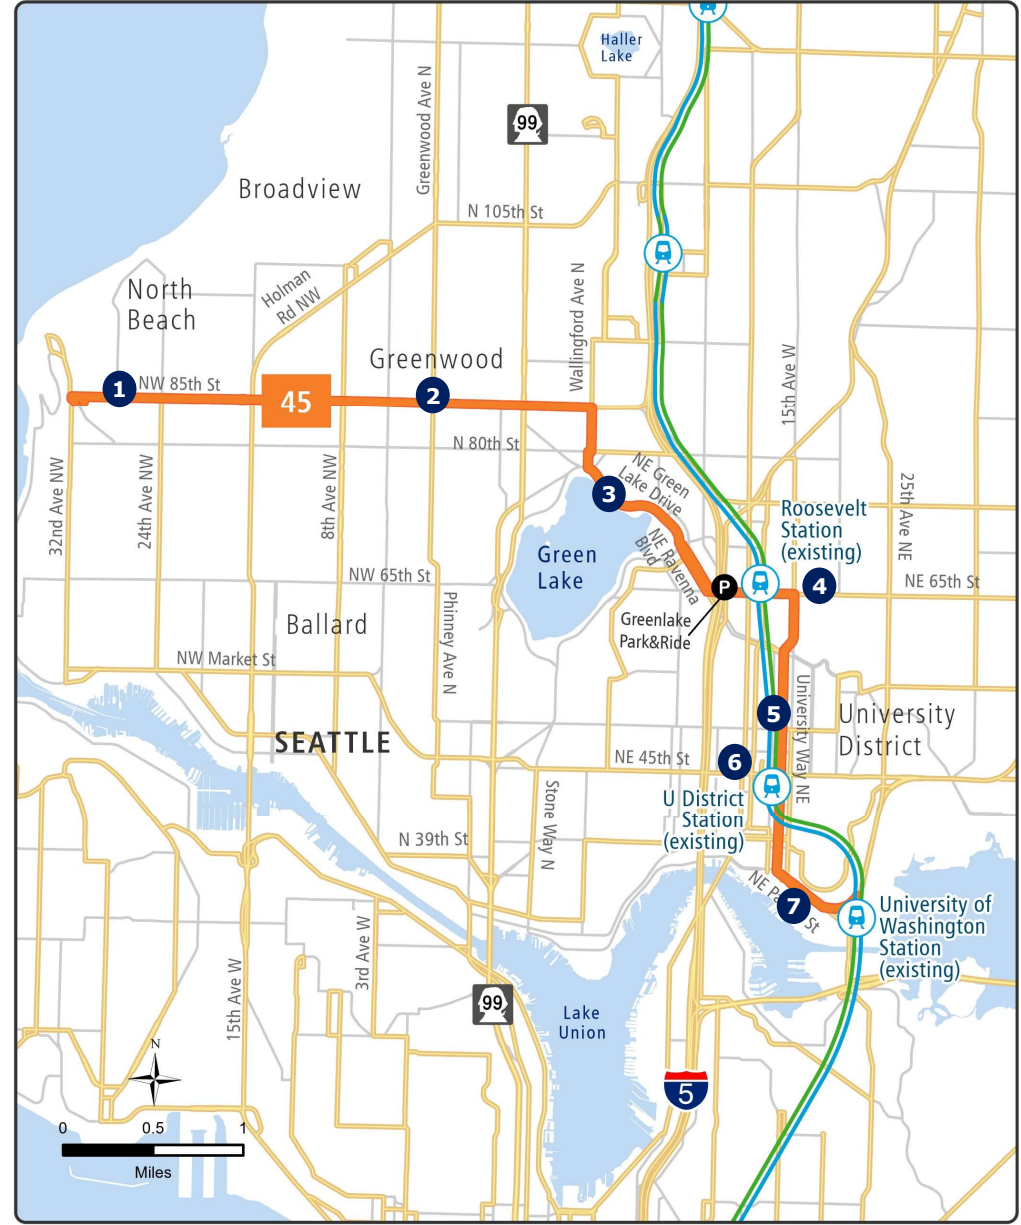 Haller
Lake
Greenwood Ave N
99
Broadview
N 105th St
North
Beach
Holman
Rd NW
Wallingford Ave N
Greenwood
15th Ave W
1
NW 85th St
45
2
N 80th St
32nd Ave NW
24th Ave NW
8th Ave NW
NE Green
Lake Drive
3
25th Ave NE
Roosevelt
Station
(existing)
Green
Lake
NE Ravenna
Blvd
P
4
NE 65th St
NW 65th St
Greenlake
Park&Ride
Ballard
Phinney Ave N
NW Market St
University Way NE
5
University
District
SEATTLE
NE 45th St
6
U District
Station
(existing)
Stone Way N
N 39th St
NE Pa
St
7
University of
Washington
Station
(existing)
3rd Ave W
15th Ave W
99
Lake
Union
N
5
0 0.5 1
Miles